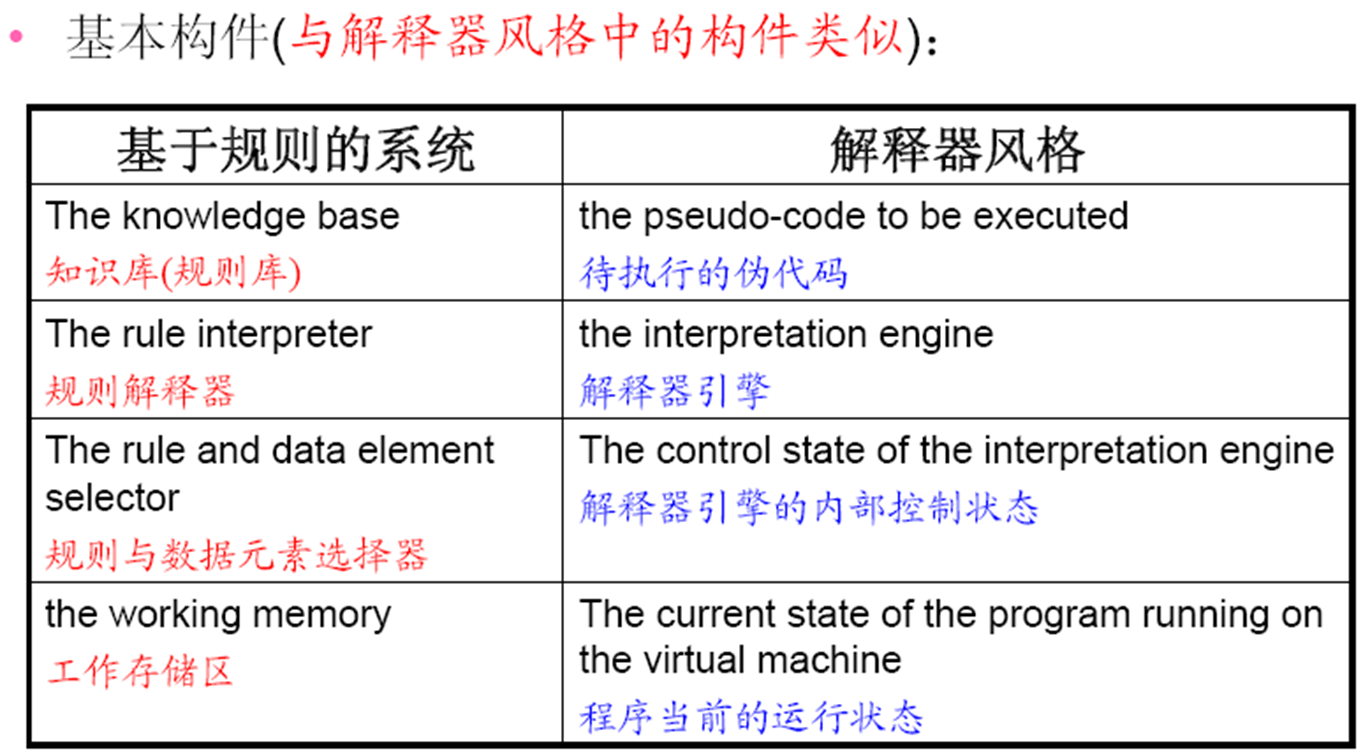 • 基本构件(与解释器风格中的构件类似)：
基于规则的系统
解释器风格
The knowledge base
知识库(规则库)
the pseudo-code to be executed
待执行的伪代码
The rule interpreter
规则解释器
the interpretation engine
解释器引擎
The rule and data element
selector
规则与数据元素选择器
The control state of the interpretation engine
解释器引擎的内部控制状态
the working memory
工作存储区
The current state of the program running on
the virtual machine
程序当前的运行状态